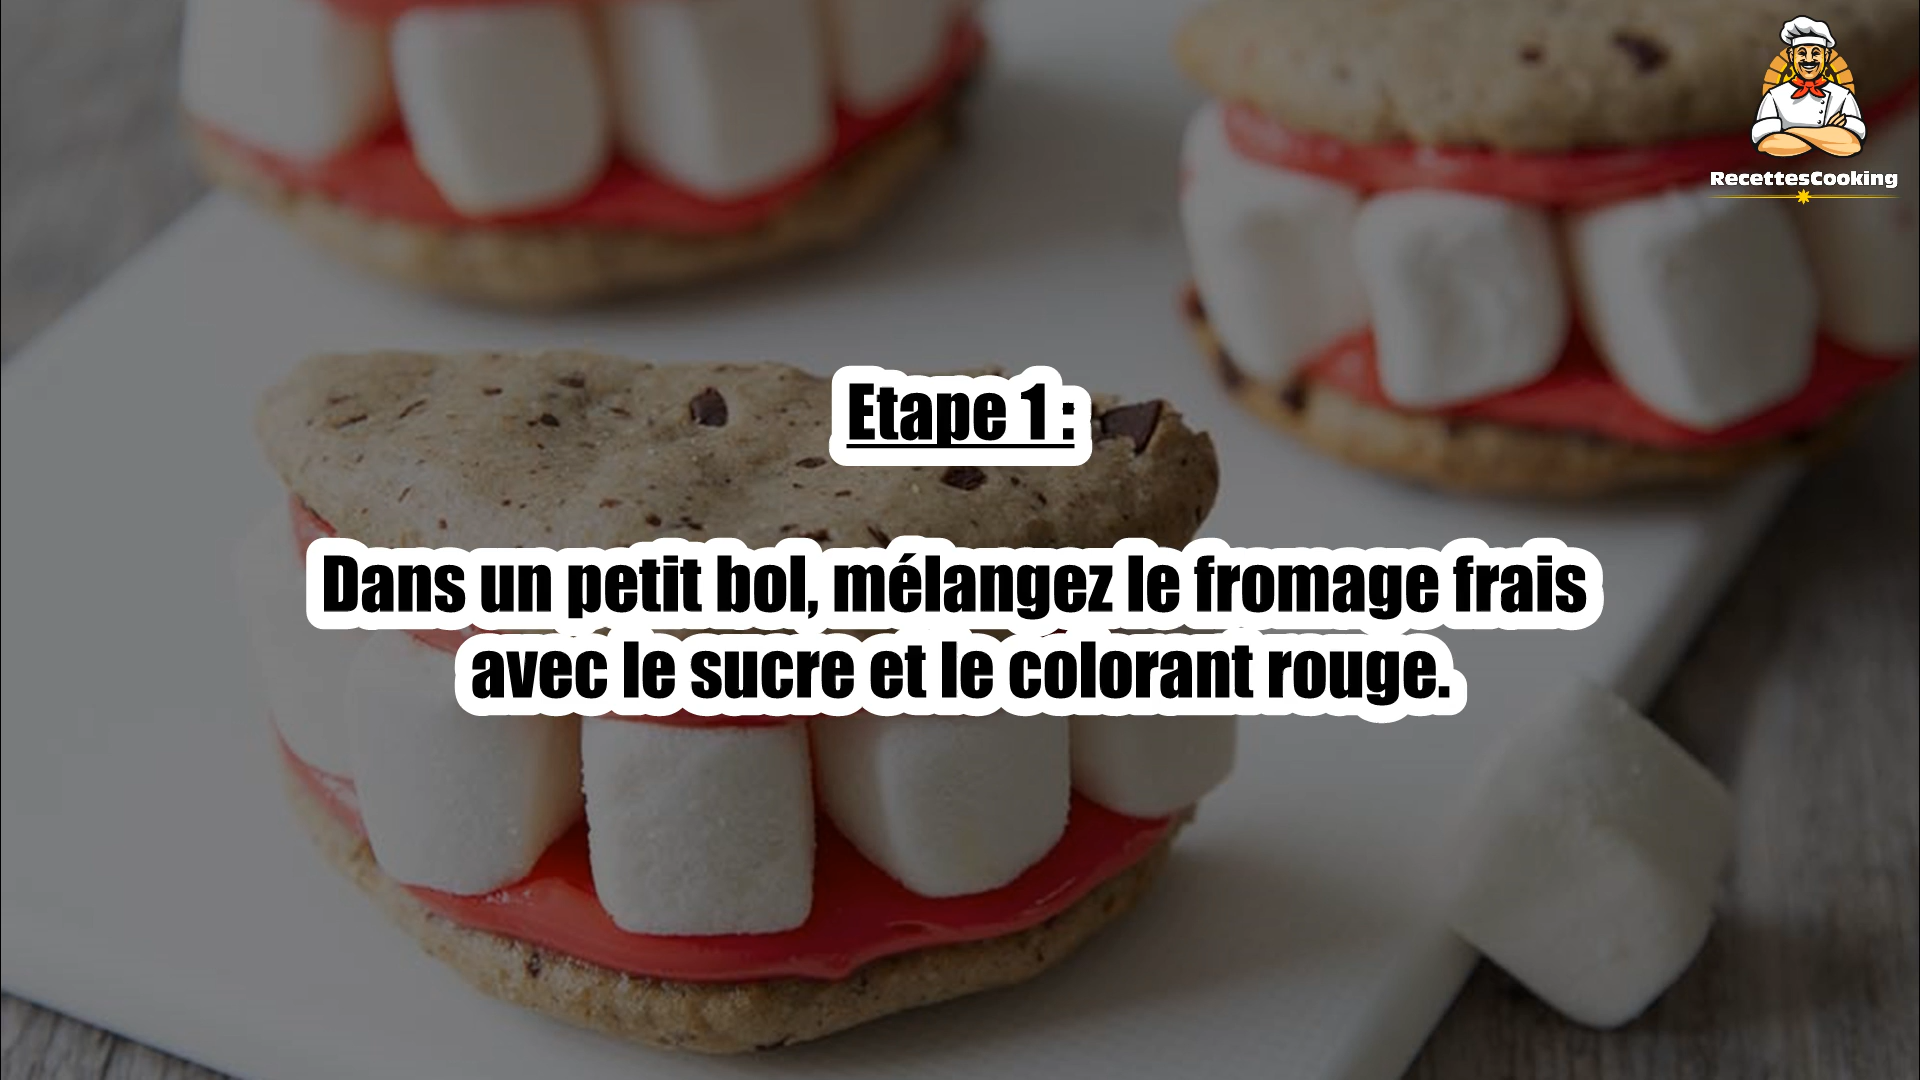 RecettesCooking
Etape 1 :
Dans un petit bol, mélangez le fromage frais
avec le sucre et le colorant rouge.